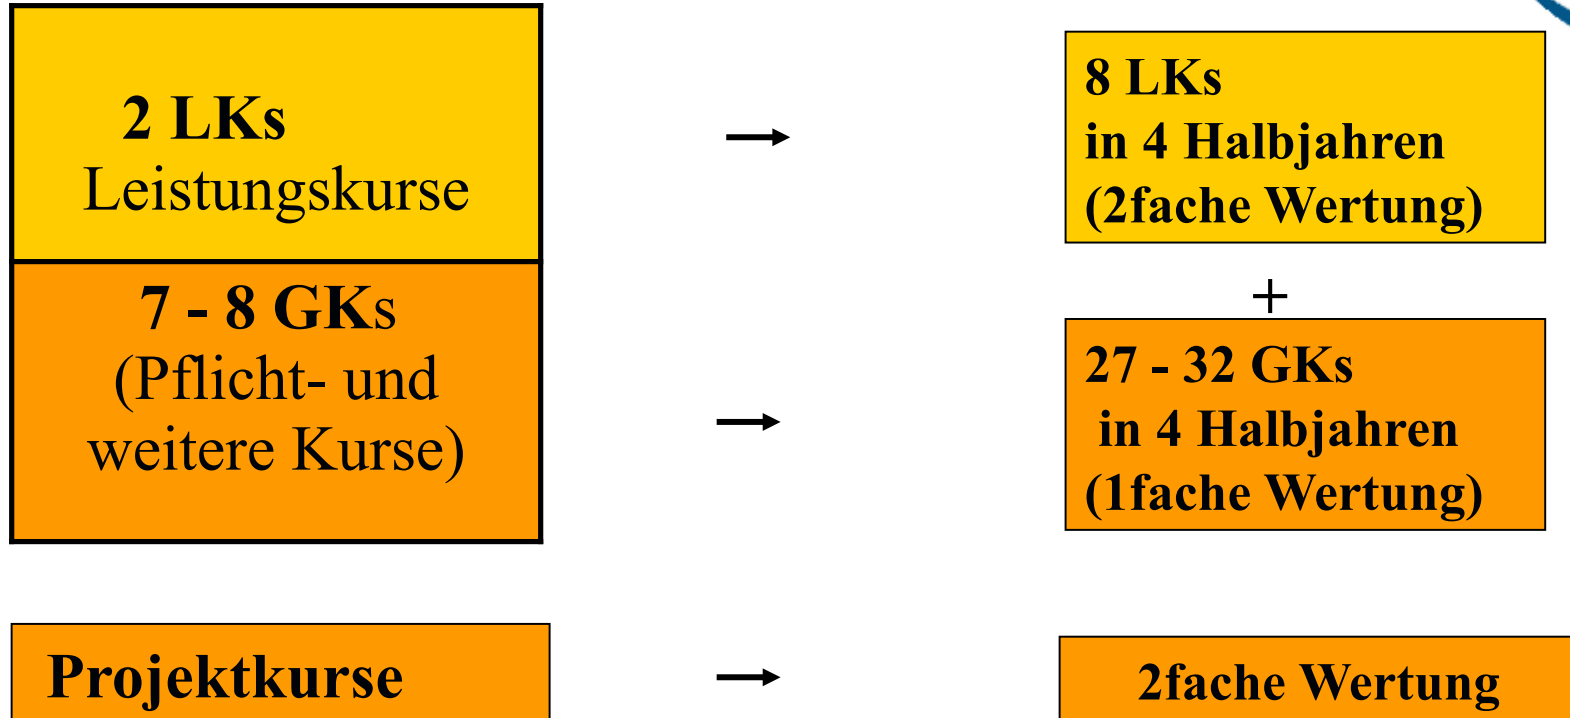 2 LKs
Leistungskurse
8 LKs
in 4 Halbjahren
(2fache Wertung)
+
7 - 8 GKs
(Pflicht- und
weitere Kurse)
27 - 32 GKs
in 4 Halbjahren
(1fache Wertung)
Projektkurse
2fache Wertung